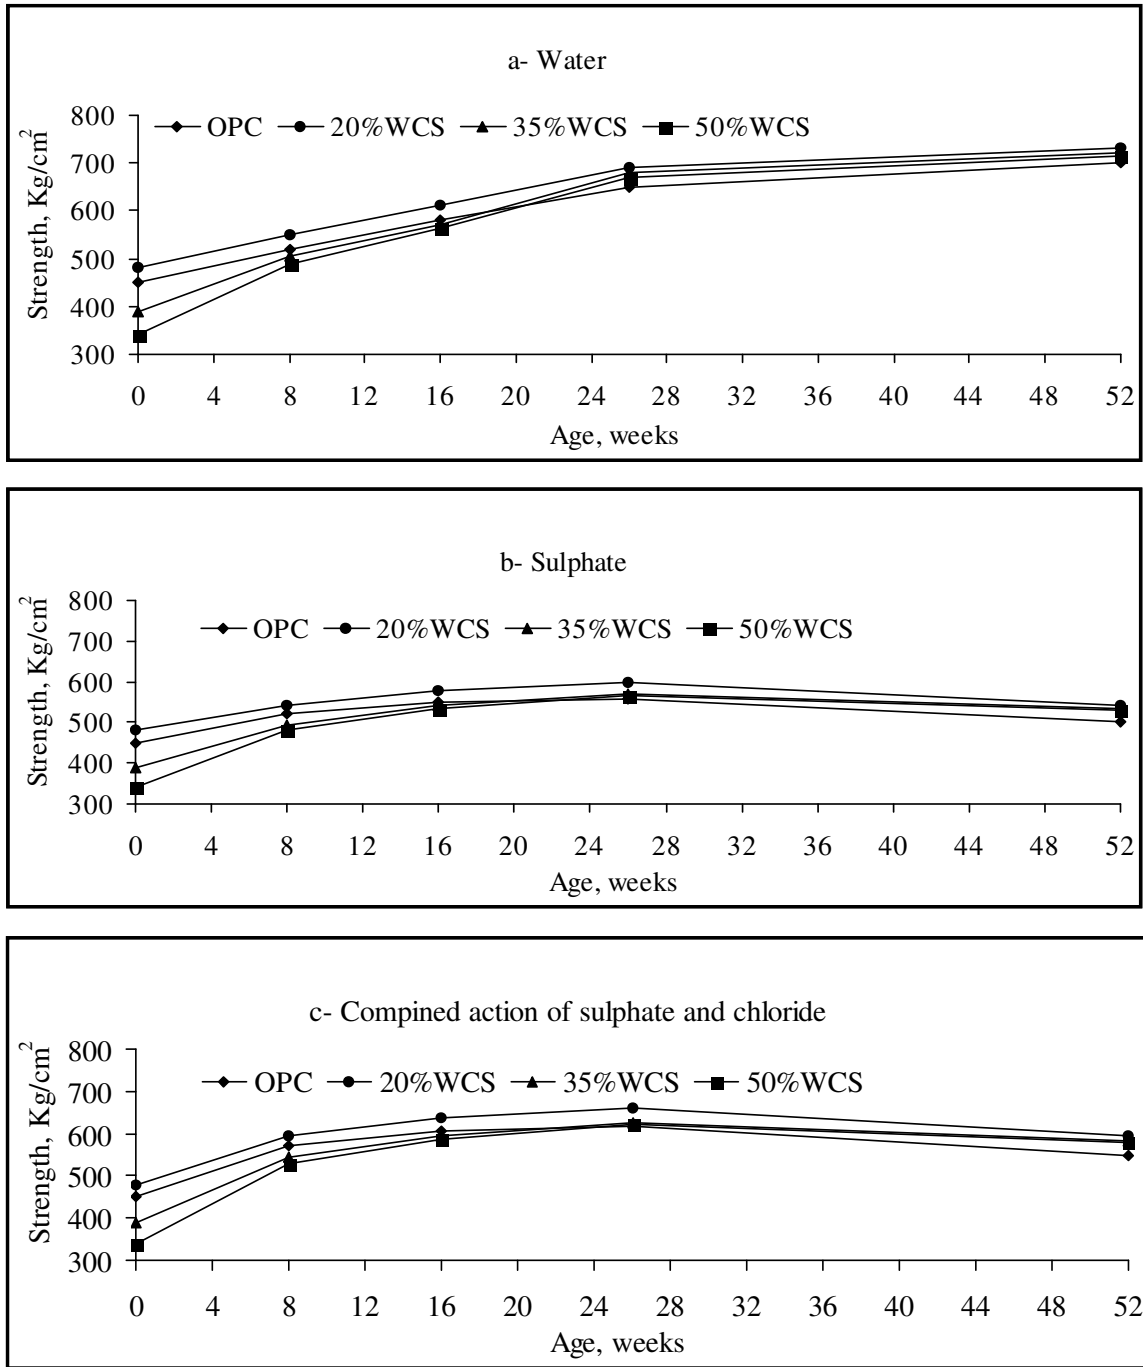 a- Water
800
OPC 20%WCS 35%WCS 50%WCS
700
600
500
400
300
Strength, Kg/cm²
0 4 8 12 16 20 24 28 32 36 40 44 48 52
Age, weeks
b- Sulphate
800
OPC 20%WCS 35%WCS 50%WCS
700
600
500
400
300
Strength, Kg/cm²
0 4 8 12 16 20 24 28 32 36 40 44 48 52
Age, weeks
c- Compined action of sulphate and chloride
800
OPC 20%WCS 35%WCS 50%WCS
700
600
500
400
300
Strength, Kg/cm²
0 4 8 12 16 20 24 28 32 36 40 44 48 52
Age, weeks